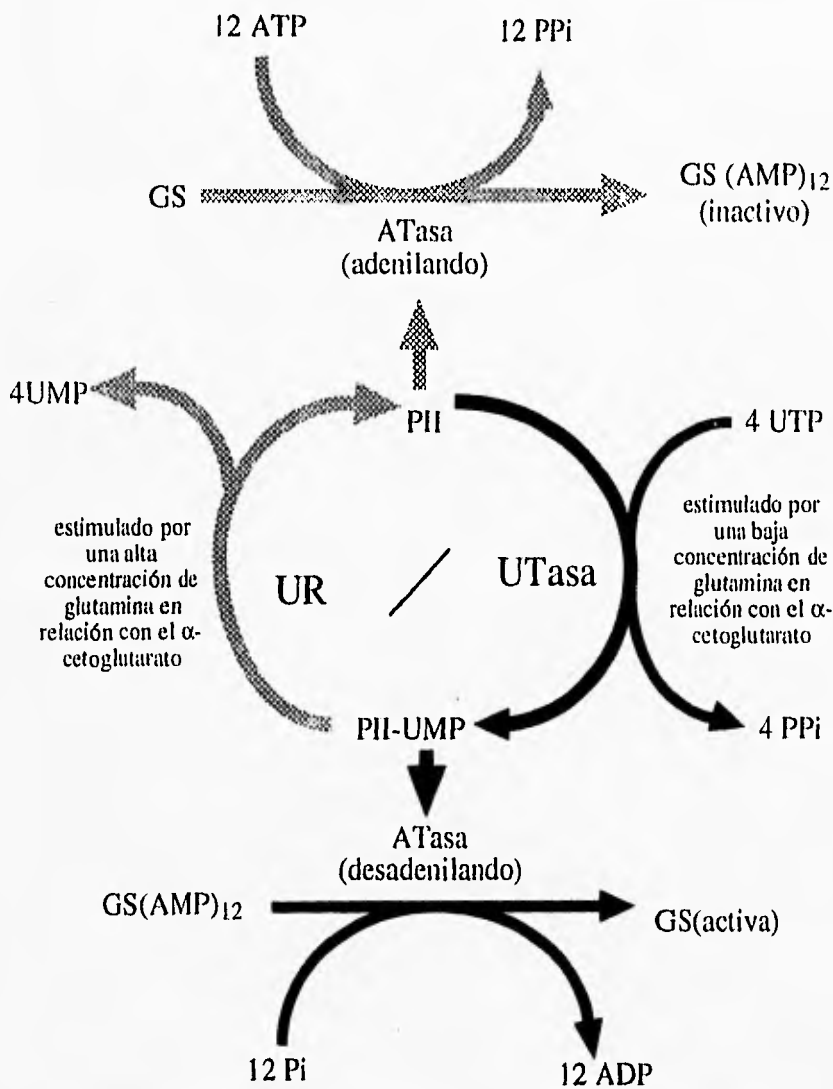 12 ATP
12 PPi
GS
GS (AMP)12
(inactivo)
ATasa
(adenilando)
4UMP
PII
4 UTP
estimulado por
una alta
concentración de
glutamina en
relación con el α-
cetoglutarato
UR / UTasa
estimulado por
una baja
concentración de
glutamina en
relación con el α-
cetoglutarato
PII-UMP
4 PPi
ATasa
(desadenilando)
GS(AMP)12
GS(activa)
12 Pi
12 ADP